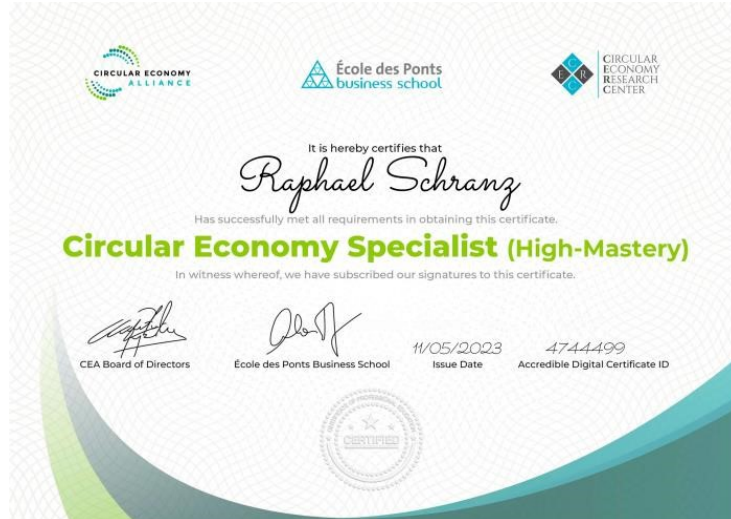 CIRCULAR ECONOMY
ALLIANCE
École des Ponts
business school
E C R C
CIRCULAR
ECONOMY
RESEARCH
CENTER
It is hereby certifies that
Raphael Schranz
Has successfully met all requirements in obtaining this certificate.
Circular Economy Specialist (High-Mastery)
In witness whereof, we have subscribed our signatures to this certificate.
11/05/2023
4744499
CEA Board of Directors
École des Ponts Business School
Issue Date
Accredible Digital Certificate ID
CERTIFIED